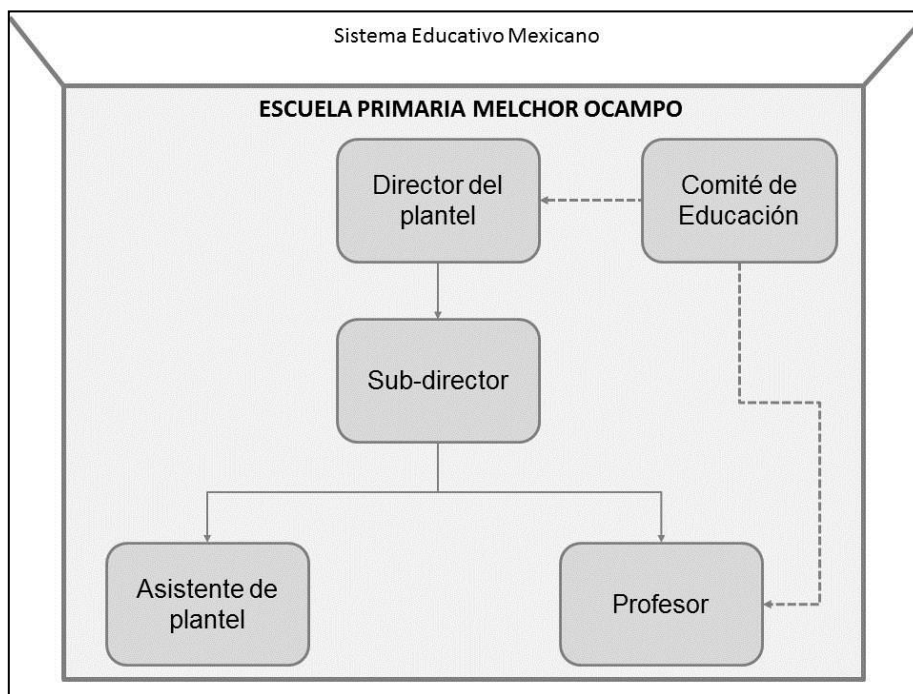 Sistema Educativo Mexicano
ESCUELA PRIMARIA MELCHOR OCAMPO
Director del
plantel
Comité de
Educación
Sub-director
Asistente de
plantel
Profesor